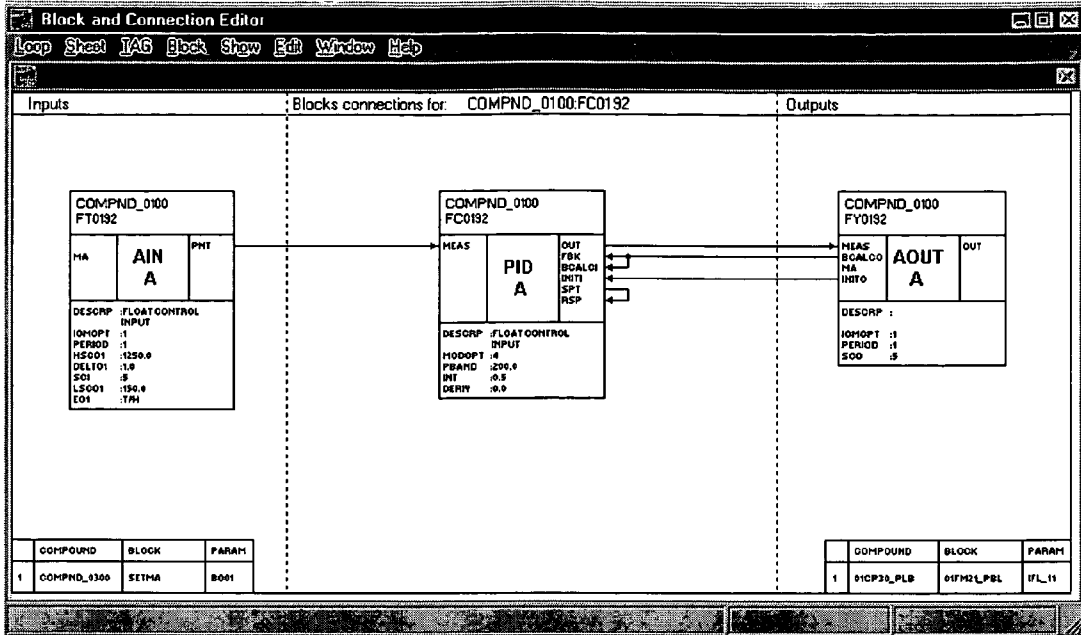 Block and Connection Editor
Loop Sheet TAG Block Show Edit Window Help
Inputs
Blocks connections for: COMPND_0100:FC0192
Outputs
COMPND_0100
FT0192
MA
AIN
A
PNT
DESCRP :FLOAT CONTROL
INPUT
IOMOPT :1
PERIOD :1
HSCO1 :1250.0
DELTO1 :1.0
SCI :5
LSCO1 :150.0
EO1 :T/H
COMPND_0100
FC0192
MEAS
PID
A
OUT
FBK
BCALCI
INITI
SPT
RSP
DESCRP :FLOAT CONTROL
INPUT
MODOPT :4
PBAND :200.0
INT :0.5
DERIV :0.0
COMPND_0100
FY0192
MEAS
BCALCO
MA
INITO
AOUT
A
OUT
DESCRP :
IOMOPT :1
PERIOD :1
SCO :5
COMPOUND BLOCK PARAM
1 COMPND_0300 SETMA BO01
COMPOUND BLOCK PARAM
1 01CP30_PLB 01FM21_PBL IFL_11